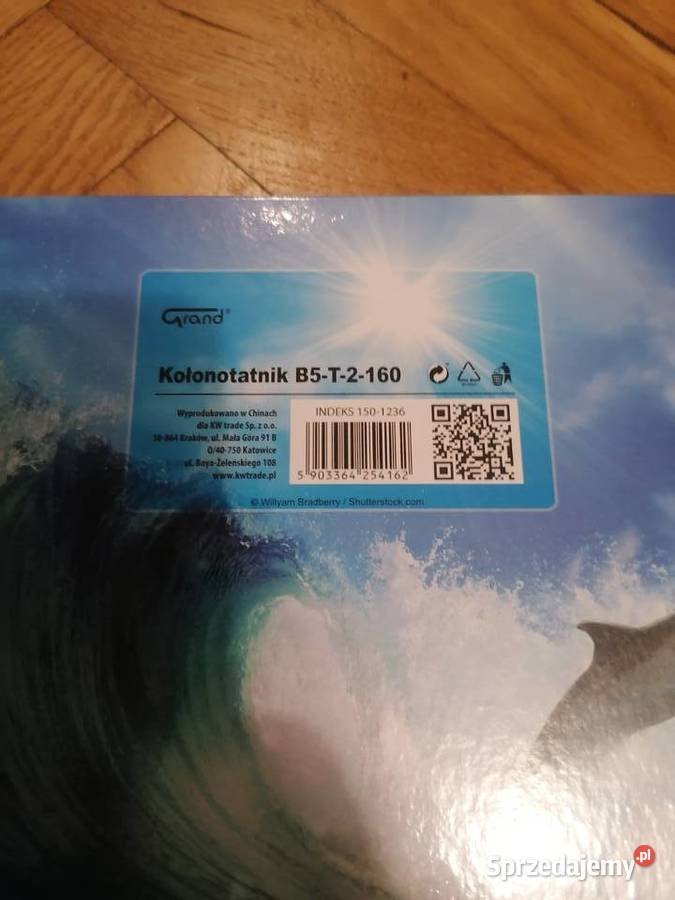 Grand®
Kołonotatnik B5-T-2-160
Wyprodukowano w Chinach
dla KW trade Sp. z o.o.
30-864 Kraków, ul. Mała Góra 91 B
O/40-750 Katowice
ul. Boya-Żeleńskiego 108
www.kwtrade.pl
INDEKS 150-1236
5 903364 254162
© Willyam Bradberry / Shutterstock.com
Sprzedajemy.pl